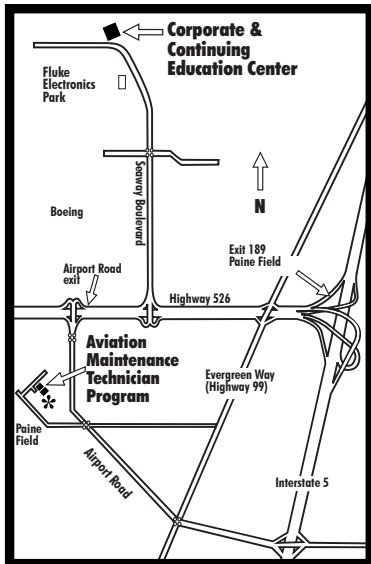 Corporate &
Continuing
Education Center
Fluke
Electronics
Park
Seaway Boulevard
N
Boeing
Exit 189
Paine Field
Airport Road
exit
Highway 526
Aviation
Maintenance
Technician
Program
Evergreen Way
(Highway 99)
Paine
Field
Airport Road
Interstate 5